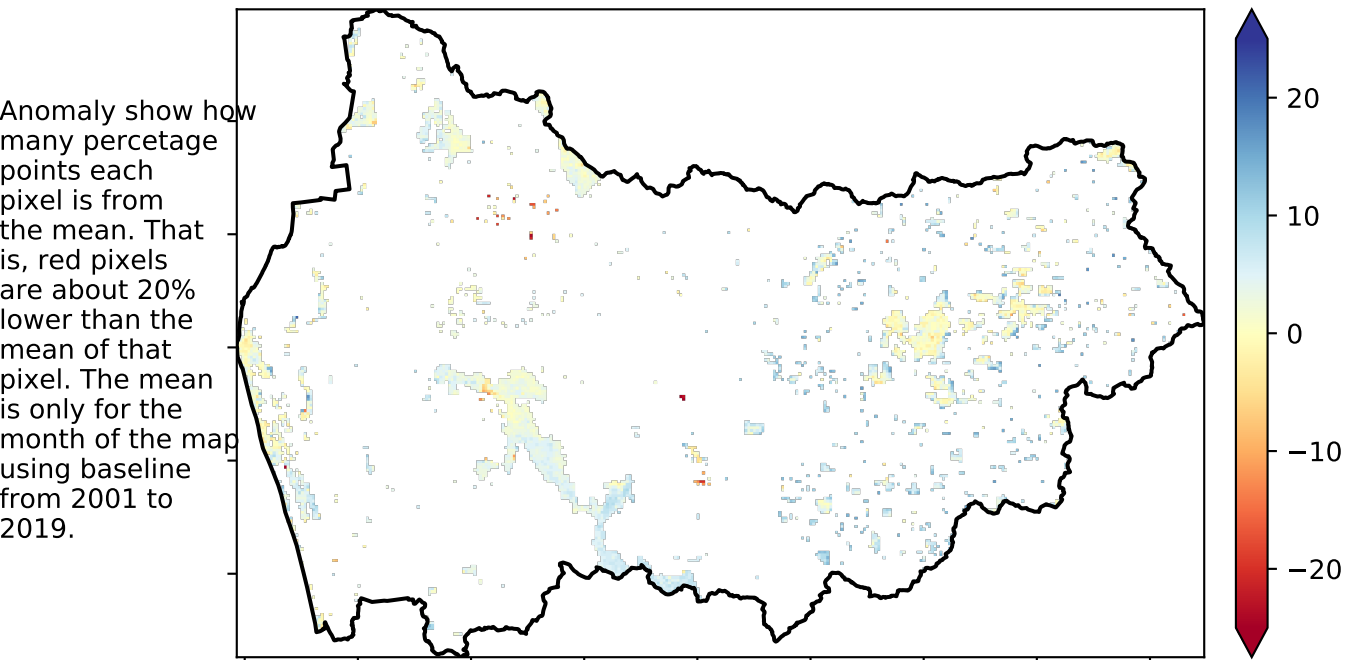 Anomaly show how
many percetage
points each
pixel is from
the mean. That
is, red pixels
are about 20%
lower than the
mean of that
pixel. The mean
is only for the
month of the map
using baseline
from 2001 to
2019.
20
10
0
−10
−20